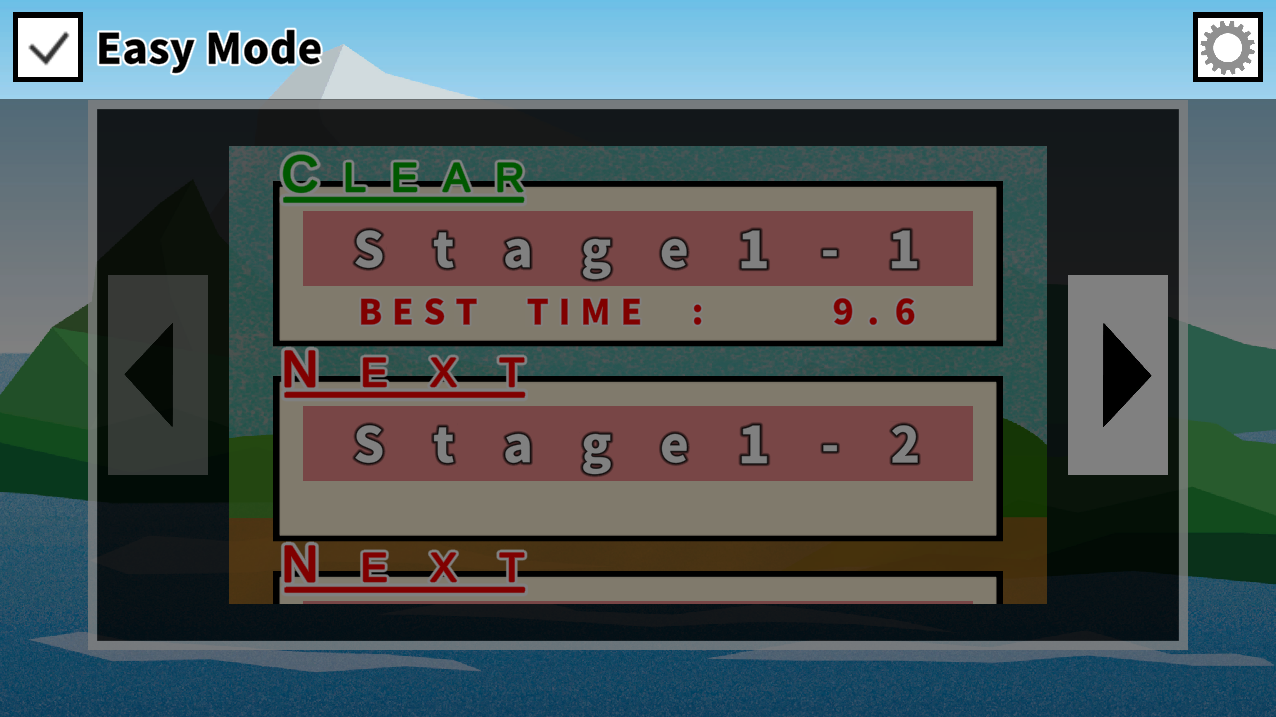 Easy Mode
CLEAR
Stage1-1
BEST TIME : 9.6
NEXT
Stage1-2
NEXT